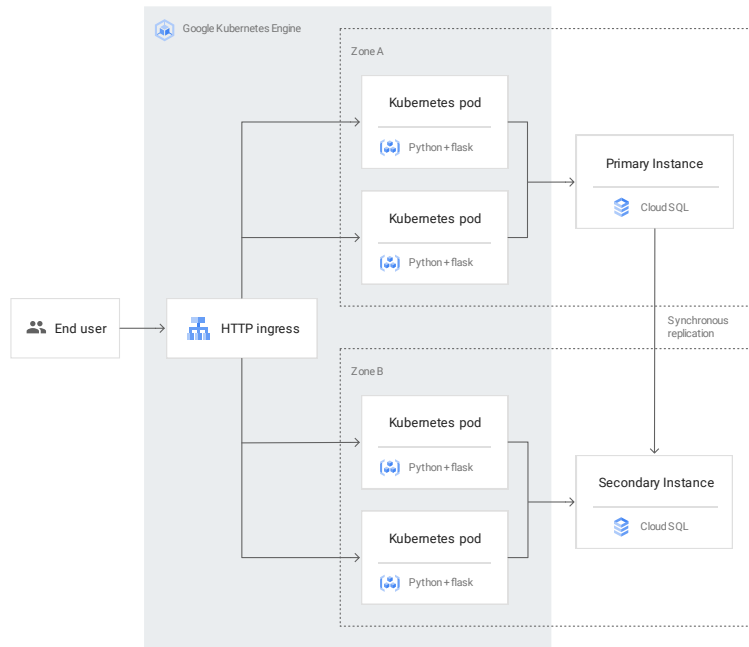 Google Kubernetes Engine
Zone A
Kubernetes pod
Python + flask
Kubernetes pod
Python + flask
Primary Instance
Cloud SQL
End user
HTTP ingress
Synchronous
replication
Zone B
Kubernetes pod
Python + flask
Kubernetes pod
Python + flask
Secondary Instance
Cloud SQL